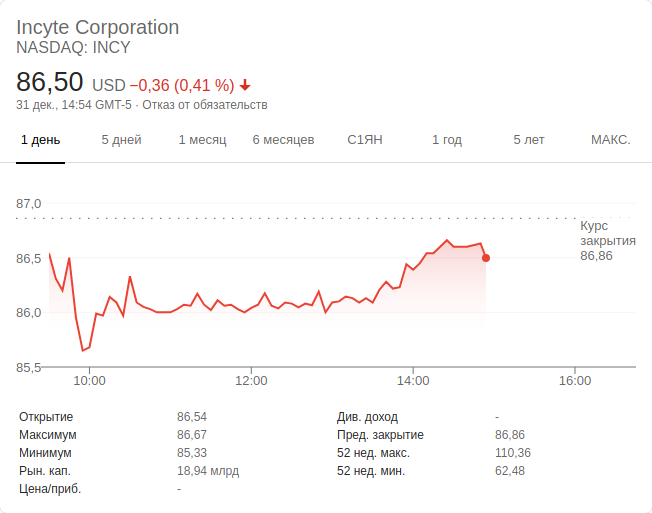 Incyte Corporation
NASDAQ: INCY
86,50 USD −0,36 (0,41 %)
31 дек., 14:54 GMT-5 · Отказ от обязательств
1 день 5 дней 1 месяц 6 месяцев С1ЯН 1 год 5 лет МАКС.
87,0
Курс
закрытия
86,86
86,5
86,0
85,5
10:00 12:00 14:00 16:00
Открытие 86,54 Див. доход -
Максимум 86,67 Пред. закрытие 86,86
Минимум 85,33 52 нед. макс. 110,36
Рын. кап. 18,94 млрд 52 нед. мин. 62,48
Цена/приб. -